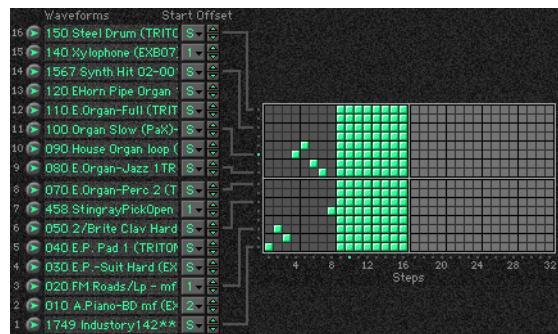 Waveforms Start Offset
16 150 Steel Drum (TRITC S
15 140 Xylophone (EXB07 1
14 1567 Synth Hit 02-00 S
13 120 EHorn Pipe Organ S
12 110 E.Organ-Full (TRIT S
11 100 Organ Slow (PaX)- S
10 090 House Organ loop ( S
9 080 E.Organ-Jazz 1TR S
8 070 E.Organ-Perc 2 (T S
7 458 StingrayPickOpen 1
6 050 2/Brite Clav Hard S
5 040 E.P. Pad 1 (TRITON S
4 030 E.P.-Suit Hard (EX S
3 020 FM Roads/Lp - mf 1
2 010 A.Piano-BD mf (EX 2
1 1749 Industory142** S
4 8 12 16 20 24 28 32
Steps